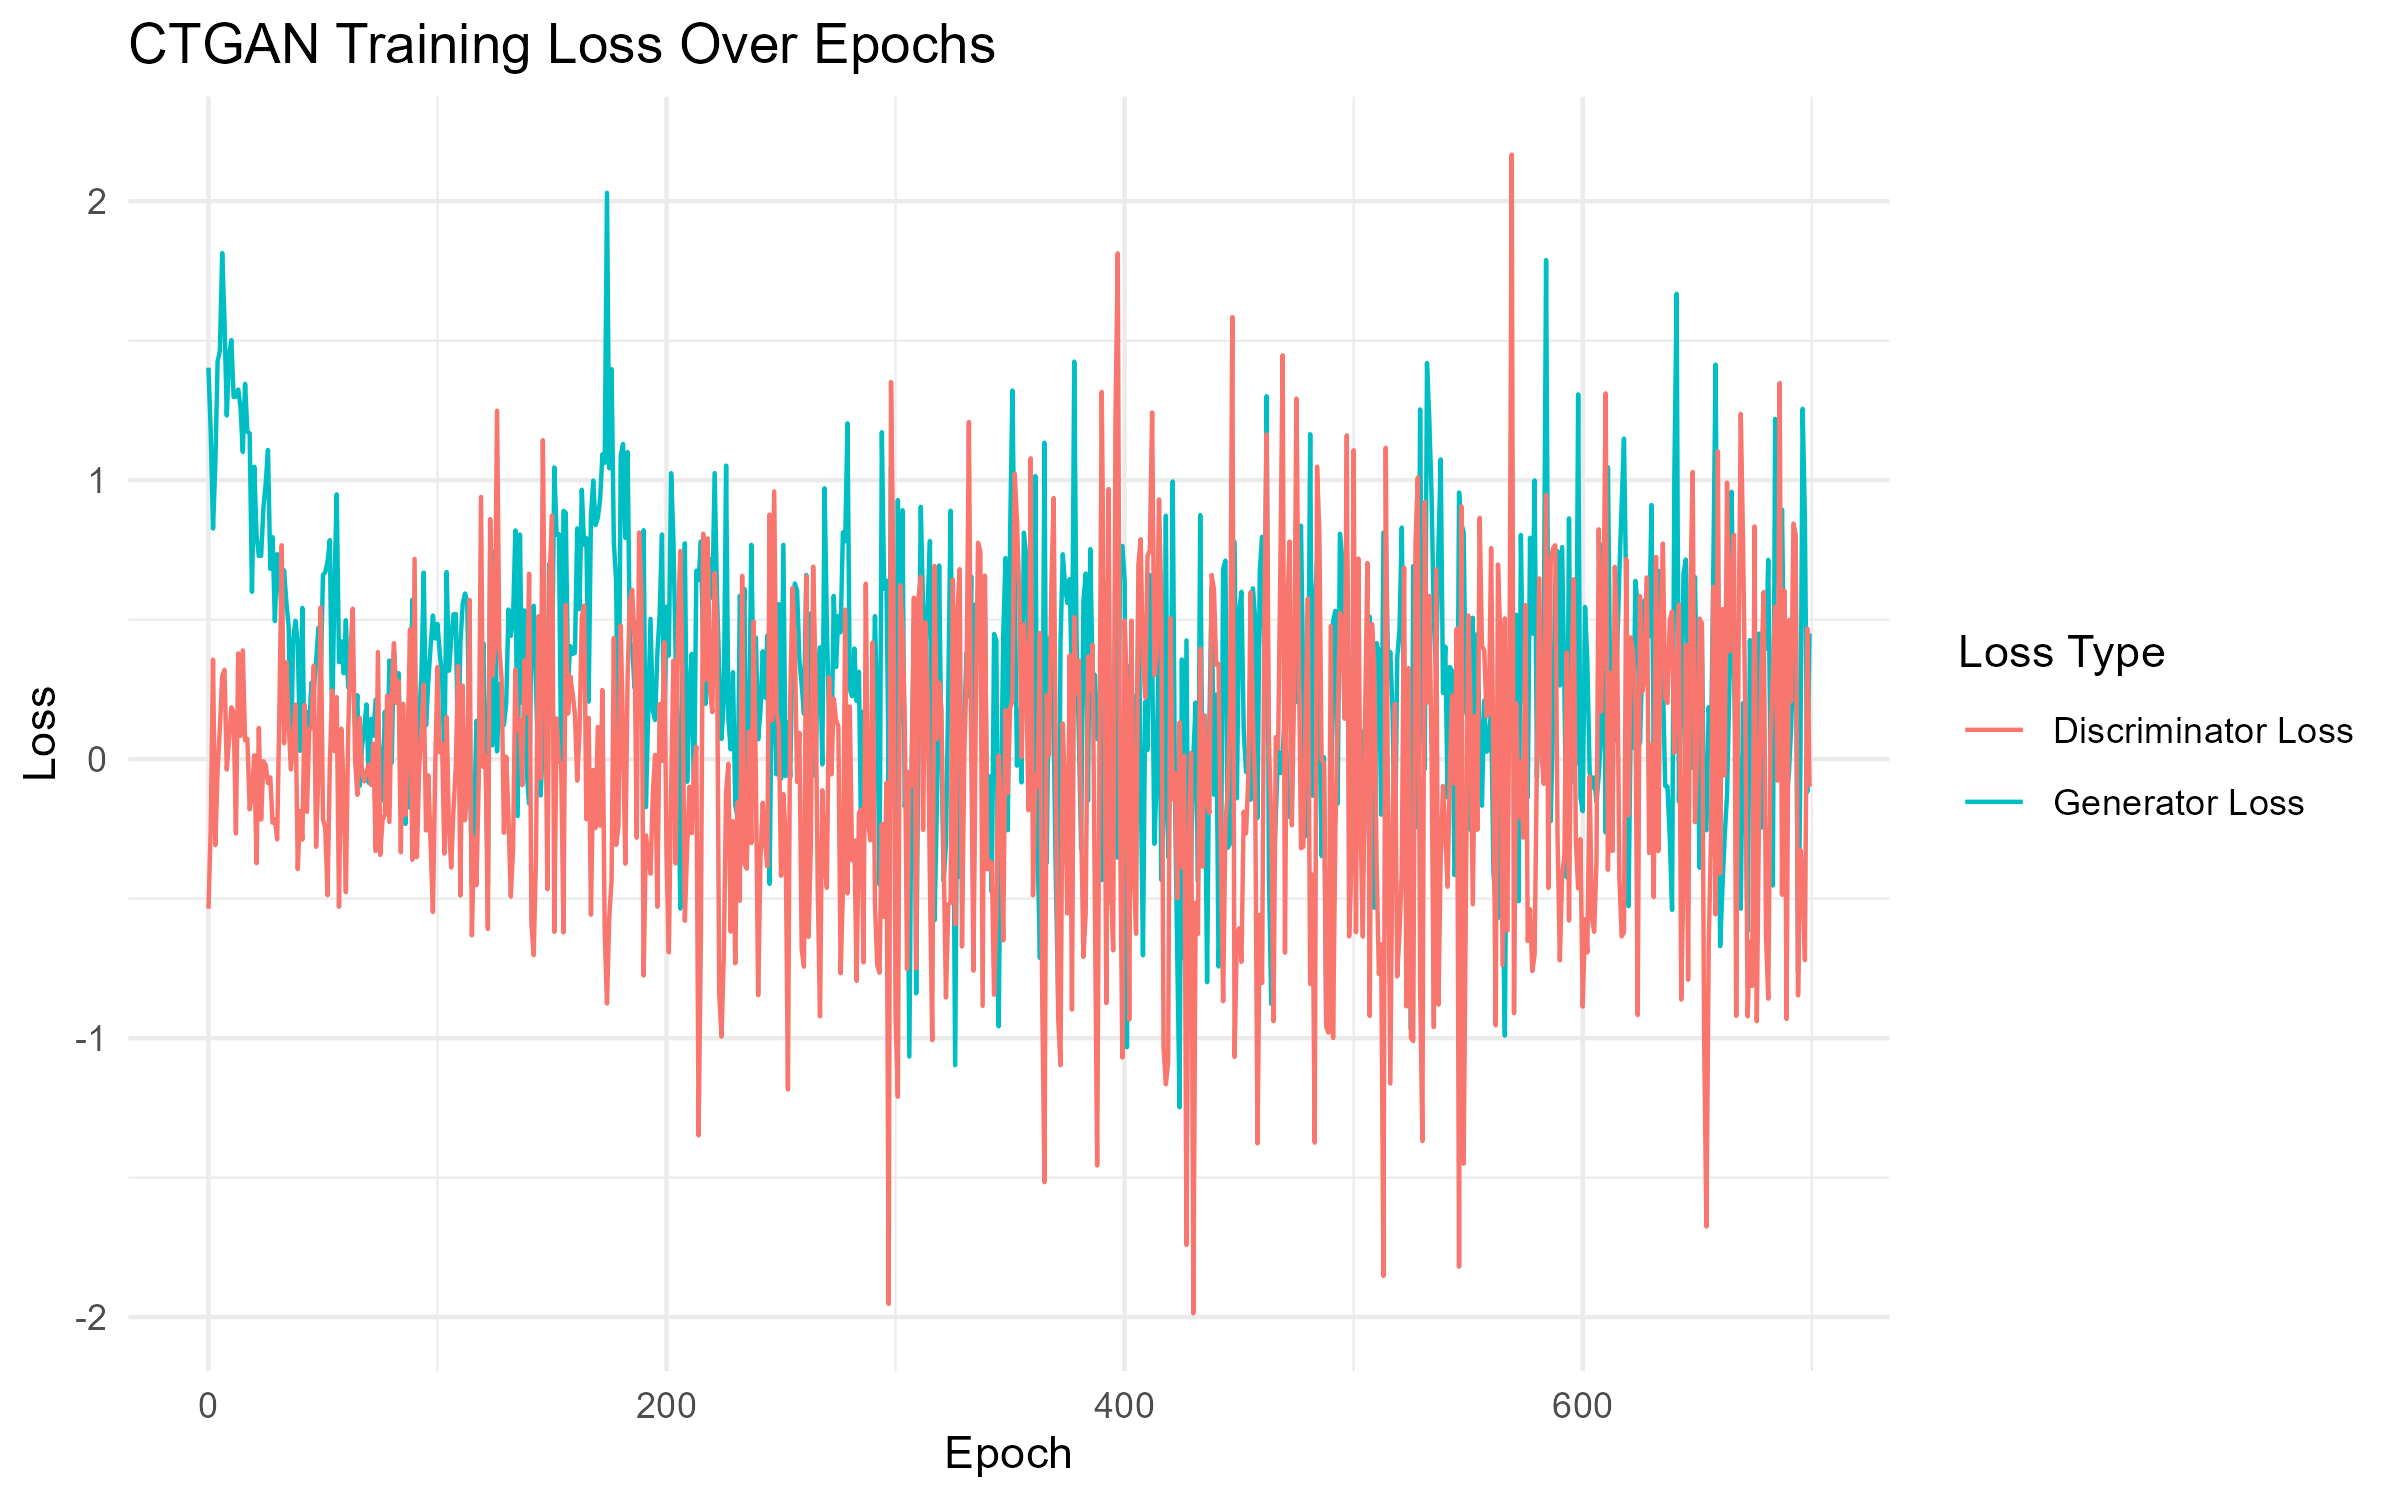 CTGAN Training Loss Over Epochs
Loss
2
1
0
-1
-2
0 200 400 600
Epoch
Loss Type
Discriminator Loss
Generator Loss